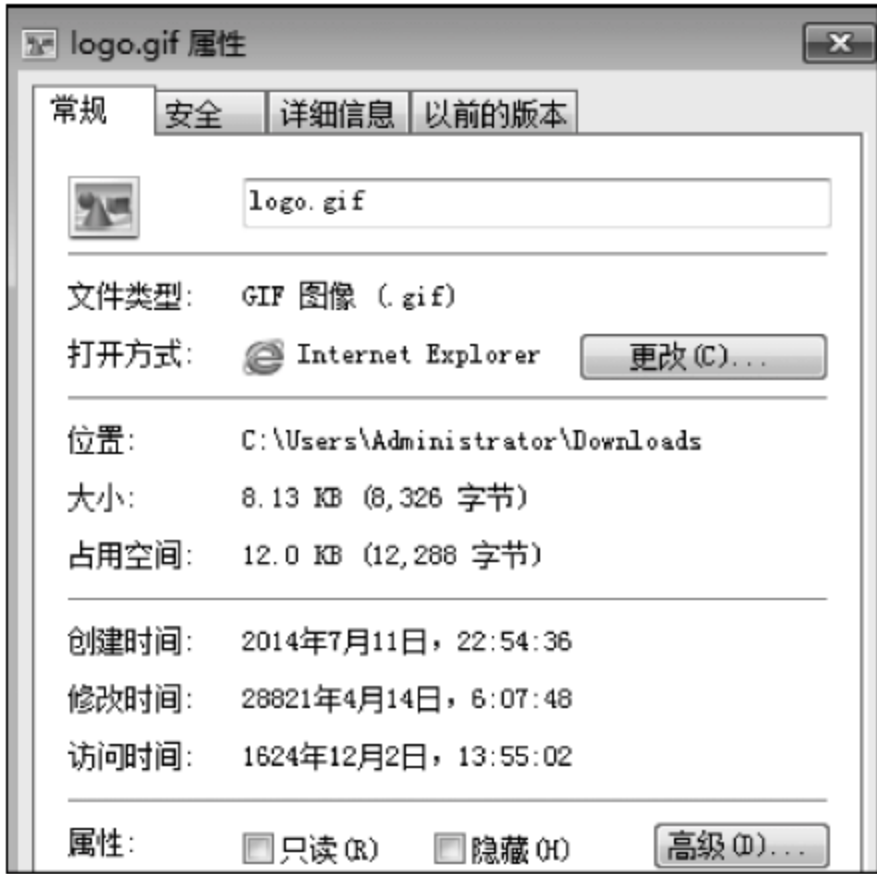 logo.gif 属性
常规 安全 详细信息 以前的版本
logo.gif
文件类型: GIF 图像 (.gif)
打开方式: Internet Explorer 更改(C)...
位置: C:\Users\Administrator\Downloads
大小: 8.13 KB (8,326 字节)
占用空间: 12.0 KB (12,288 字节)
创建时间: 2014年7月11日，22:54:36
修改时间: 28821年4月14日，6:07:48
访问时间: 1624年12月2日，13:55:02
属性: 只读(R) 隐藏(H) 高级(D)...